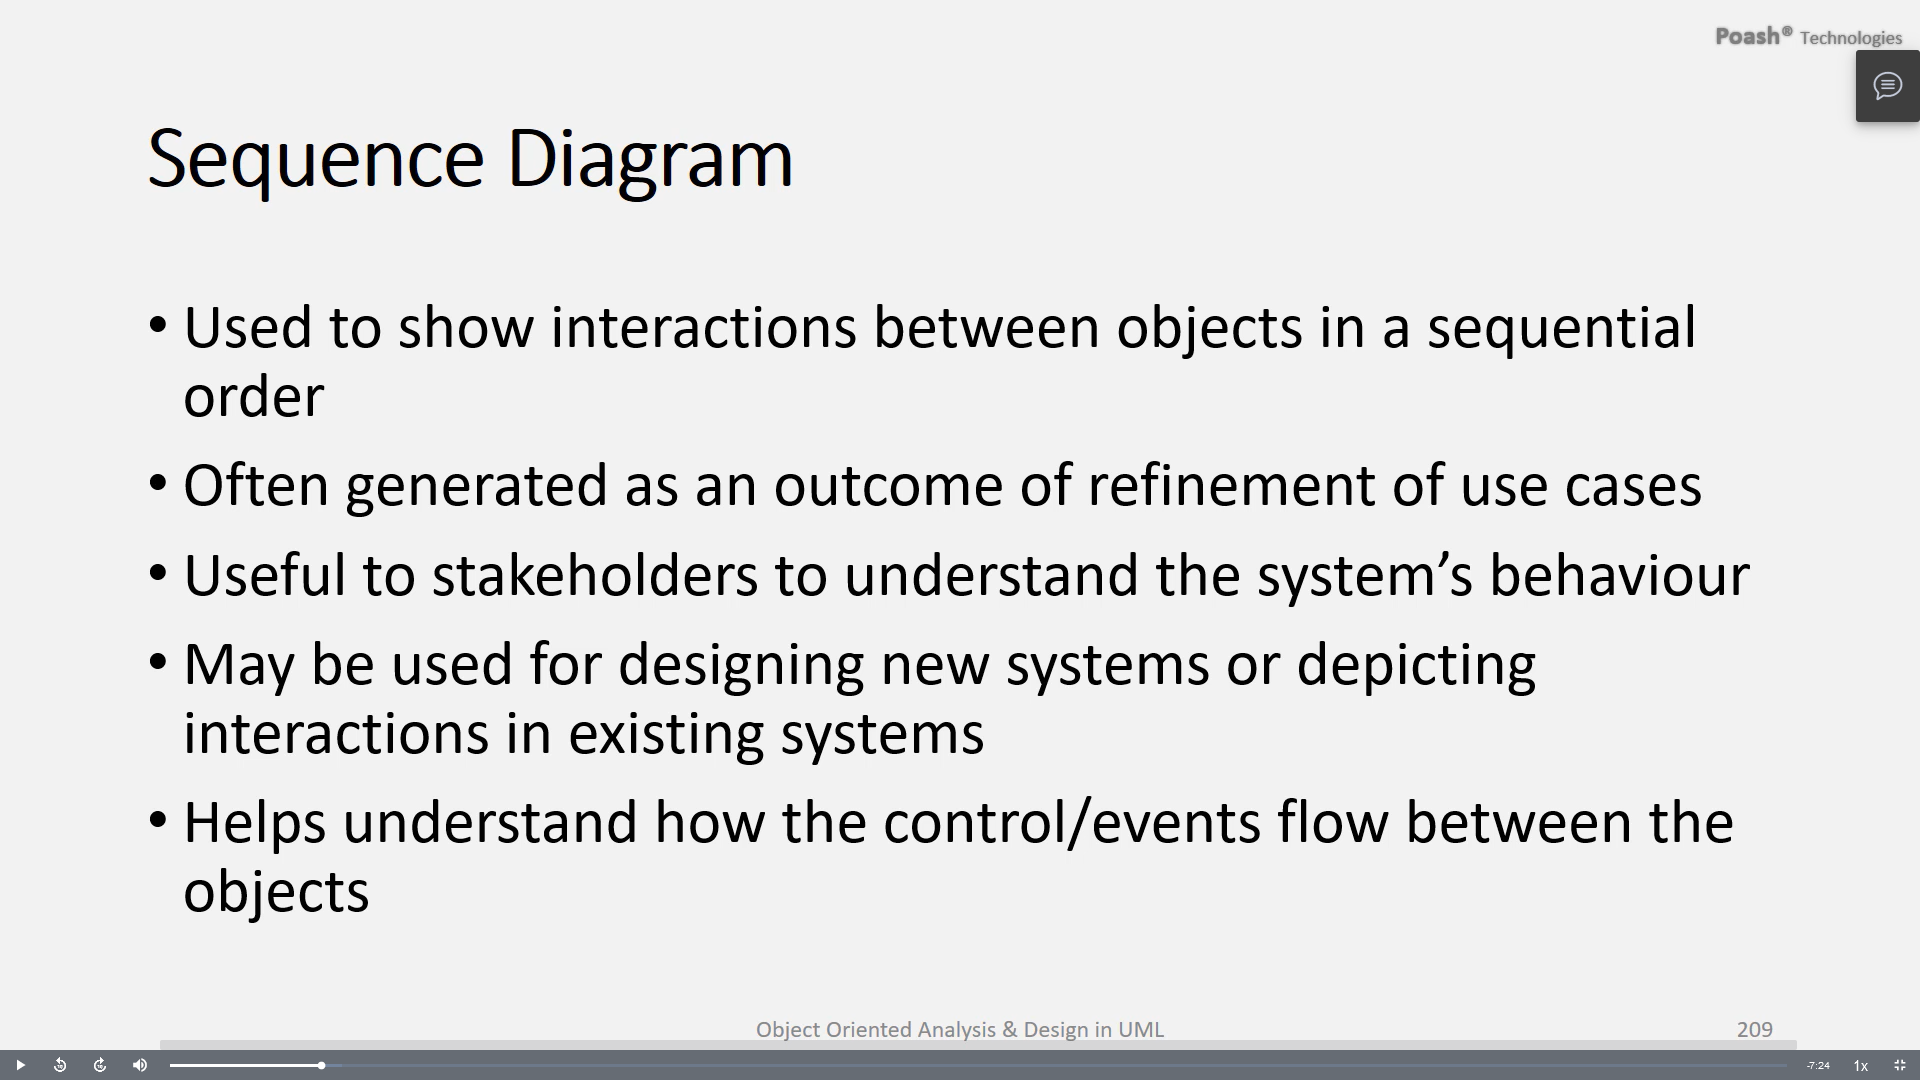 Poash® Technologies
Sequence Diagram
• Used to show interactions between objects in a sequential
order
• Often generated as an outcome of refinement of use cases
• Useful to stakeholders to understand the system’s behaviour
• May be used for designing new systems or depicting
interactions in existing systems
• Helps understand how the control/events flow between the
objects
Object Oriented Analysis & Design in UML
209
-7:24
1x